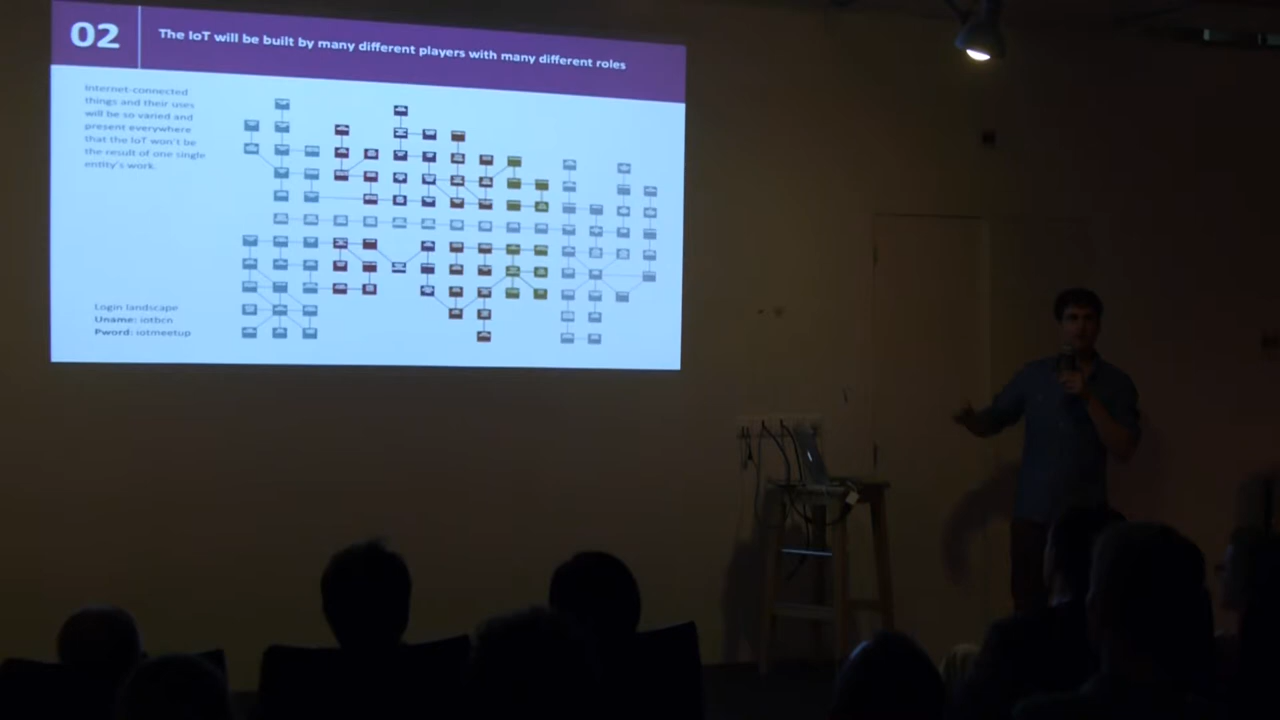 02
The IoT will be built by many different players with many different roles
Internet-connected
things and their uses
will be so varied and
present everywhere
that the IoT won't be
the result of one single
entity's work.
Login landscape
Uname: iotbcn
Pword: iotmeetup